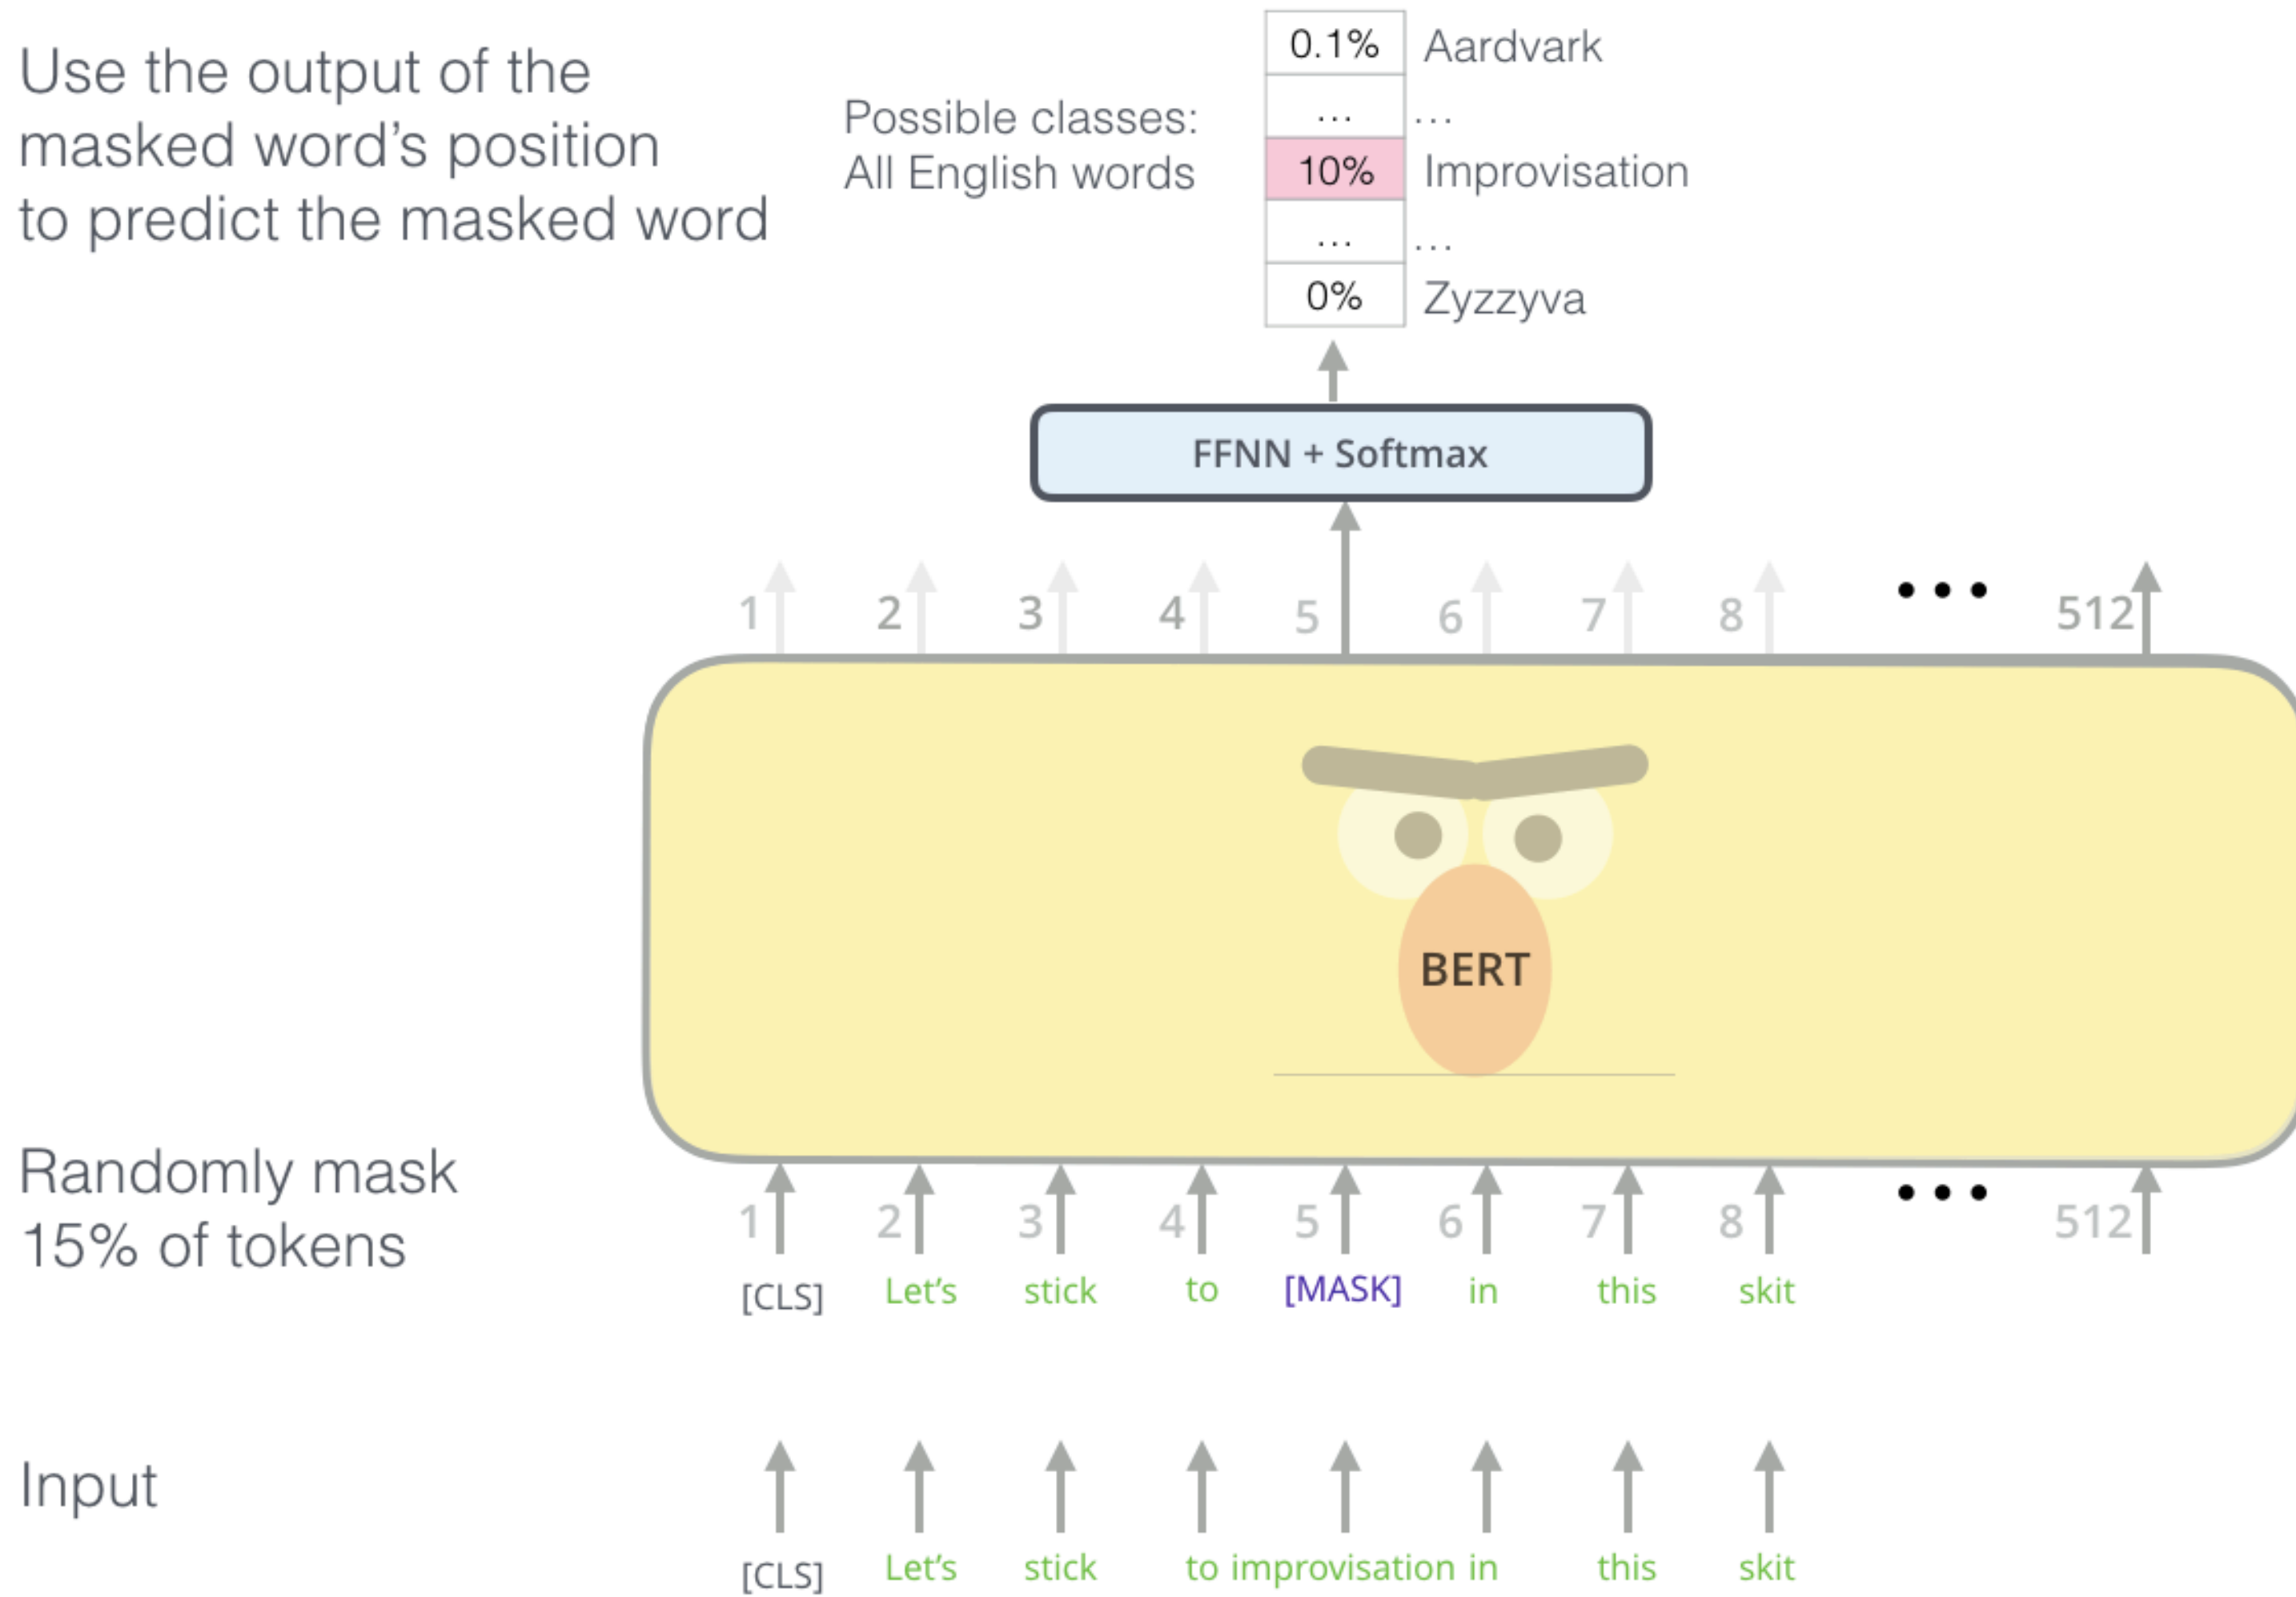 Use the output of the
masked word's position
to predict the masked word
Possible classes:
All English words
0.1% Aardvark
... ...
10% Improvisation
... ...
0% Zyzzyva
FFNN + Softmax
1 2 3 4 5 6 7 8 ••• 512
BERT
Randomly mask
15% of tokens
1 2 3 4 5 6 7 8 ••• 512
[CLS] Let's stick to [MASK] in this skit
Input
[CLS] Let's stick to improvisation in this skit